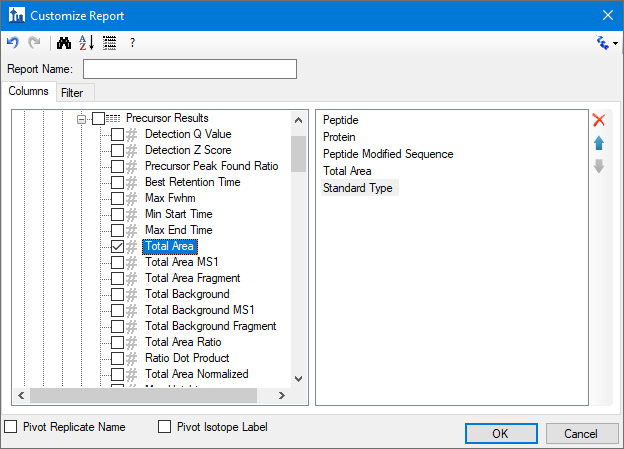 Customize Report
?
Report Name:
Columns
Filter
Precursor Results
Detection Q Value
Detection Z Score
Precursor Peak Found Ratio
Best Retention Time
Max Fwhm
Min Start Time
Max End Time
Total Area
Total Area MS1
Total Area Fragment
Total Background
Total Background MS1
Total Background Fragment
Total Area Ratio
Ratio Dot Product
Total Area Normalized
Peptide
Protein
Peptide Modified Sequence
Total Area
Standard Type
Pivot Replicate Name
Pivot Isotope Label
OK
Cancel